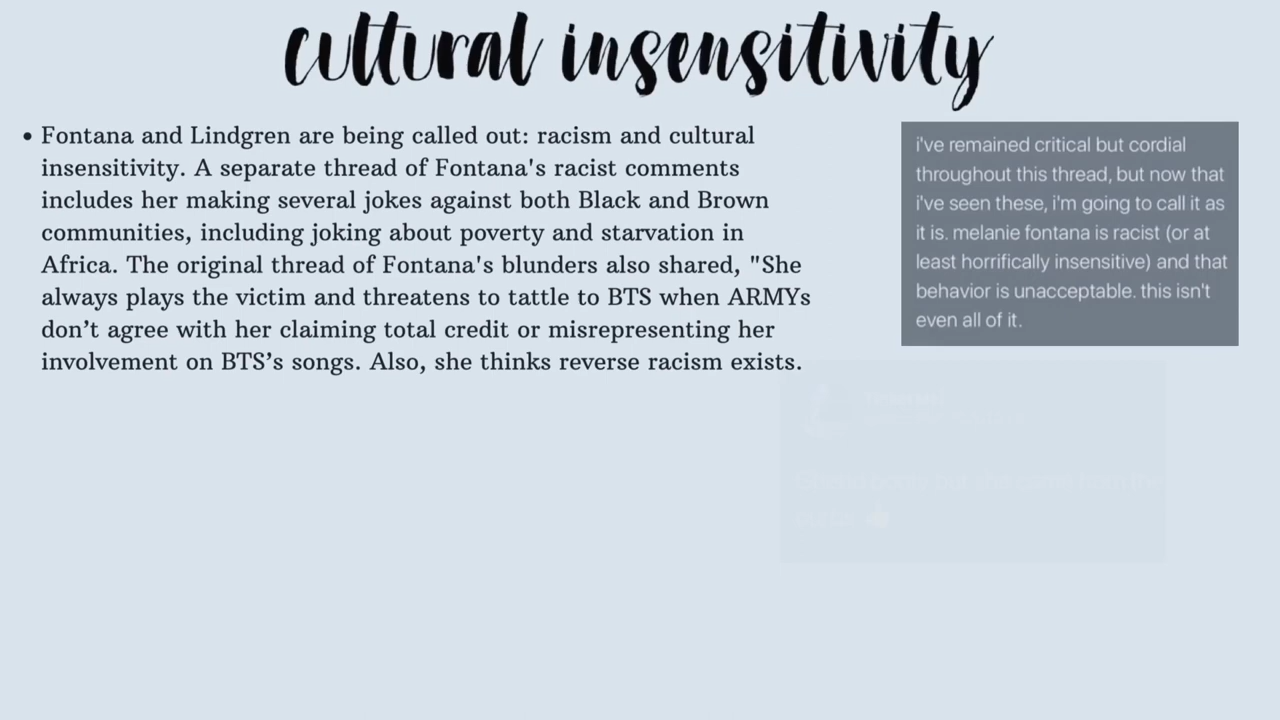 cultural insensitivity
• Fontana and Lindgren are being called out: racism and cultural
insensitivity. A separate thread of Fontana's racist comments
includes her making several jokes against both Black and Brown
communities, including joking about poverty and starvation in
Africa. The original thread of Fontana's blunders also shared, "She
always plays the victim and threatens to tattle to BTS when ARMYs
don’t agree with her claiming total credit or misrepresenting her
involvement on BTS’s songs. Also, she thinks reverse racism exists.
i've remained critical but cordial
throughout this thread, but now that
i've seen these, i'm going to call it as
it is. melanie fontana is racist (or at
least horrifically insensitive) and that
behavior is unacceptable. this isn't
even all of it.